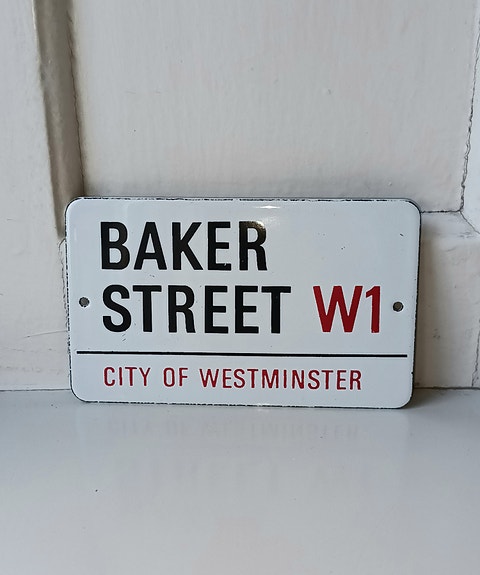 BAKER
STREET W1
CITY OF WESTMINSTER